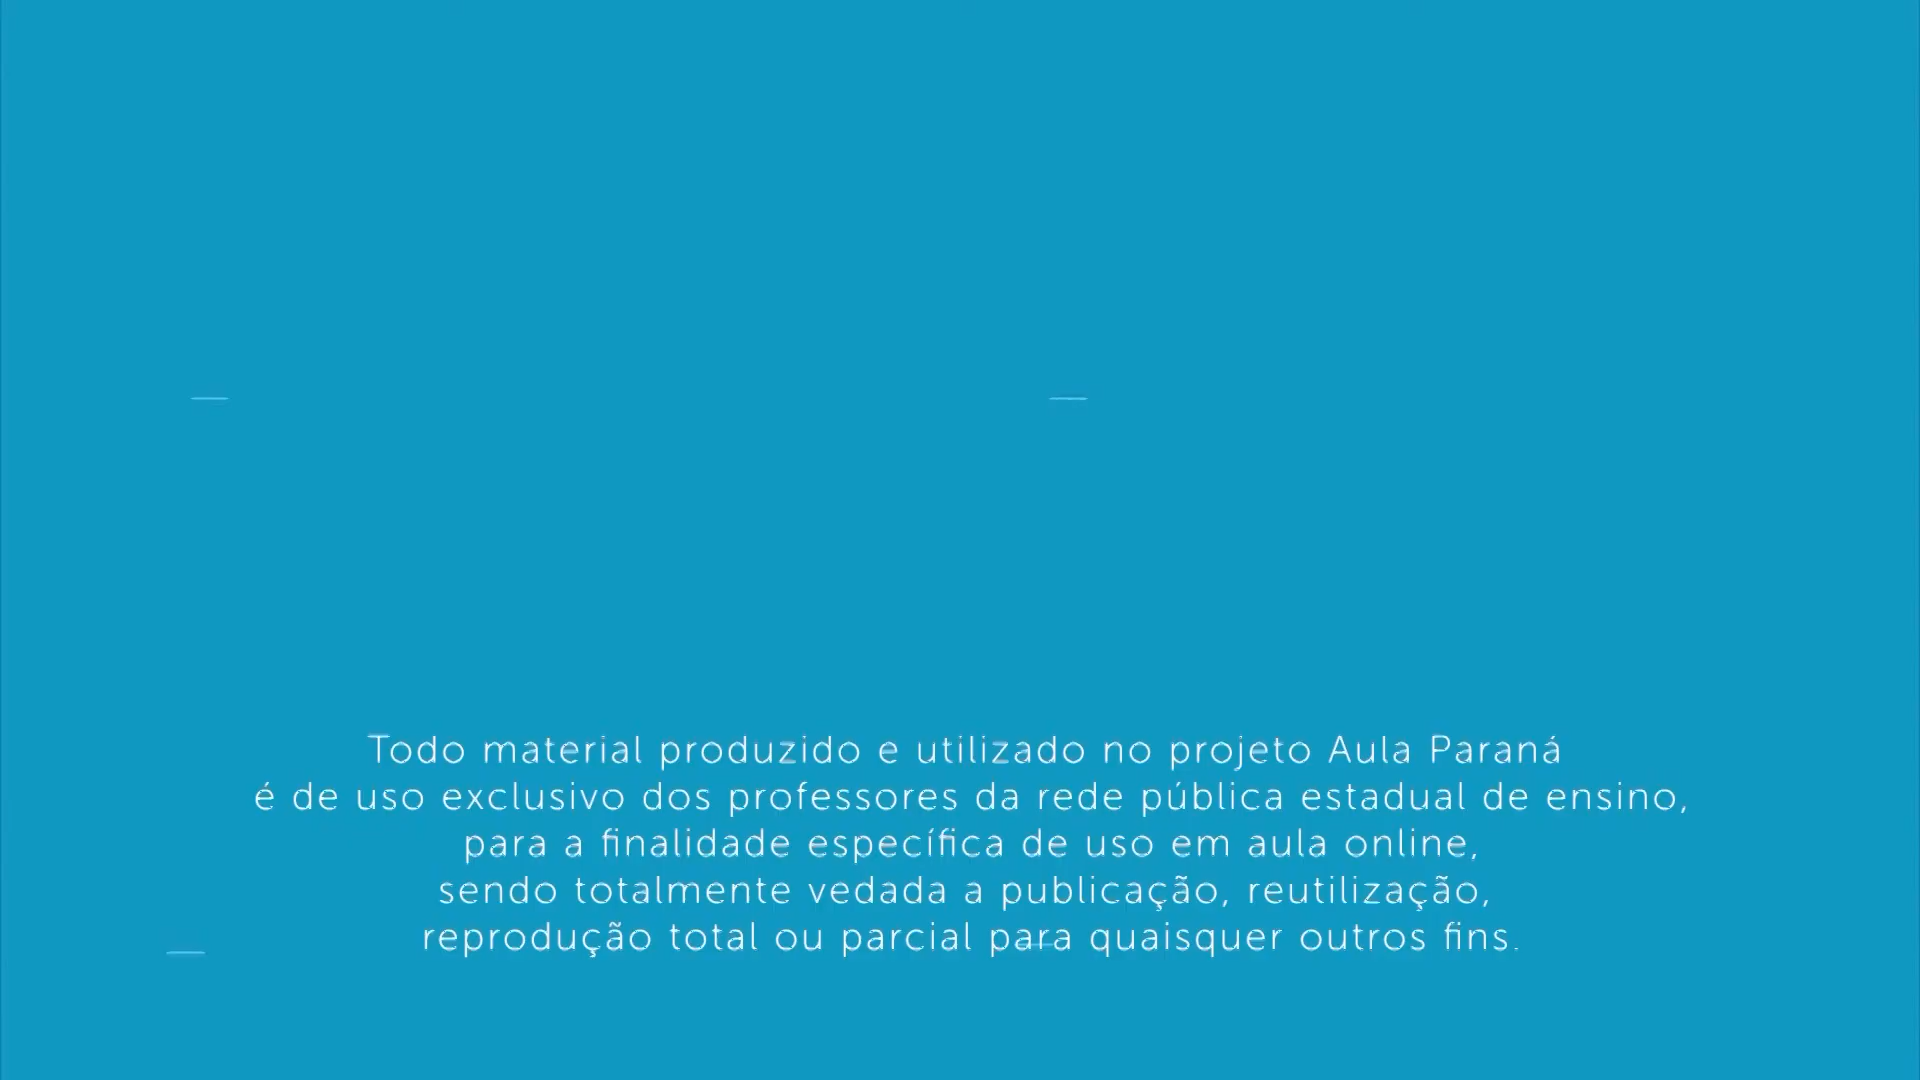 Todo material produzido e utilizado no projeto Aula Paraná
é de uso exclusivo dos professores da rede pública estadual de ensino,
para a finalidade específica de uso em aula online,
sendo totalmente vedada a publicação, reutilização,
reprodução total ou parcial para quaisquer outros fins.